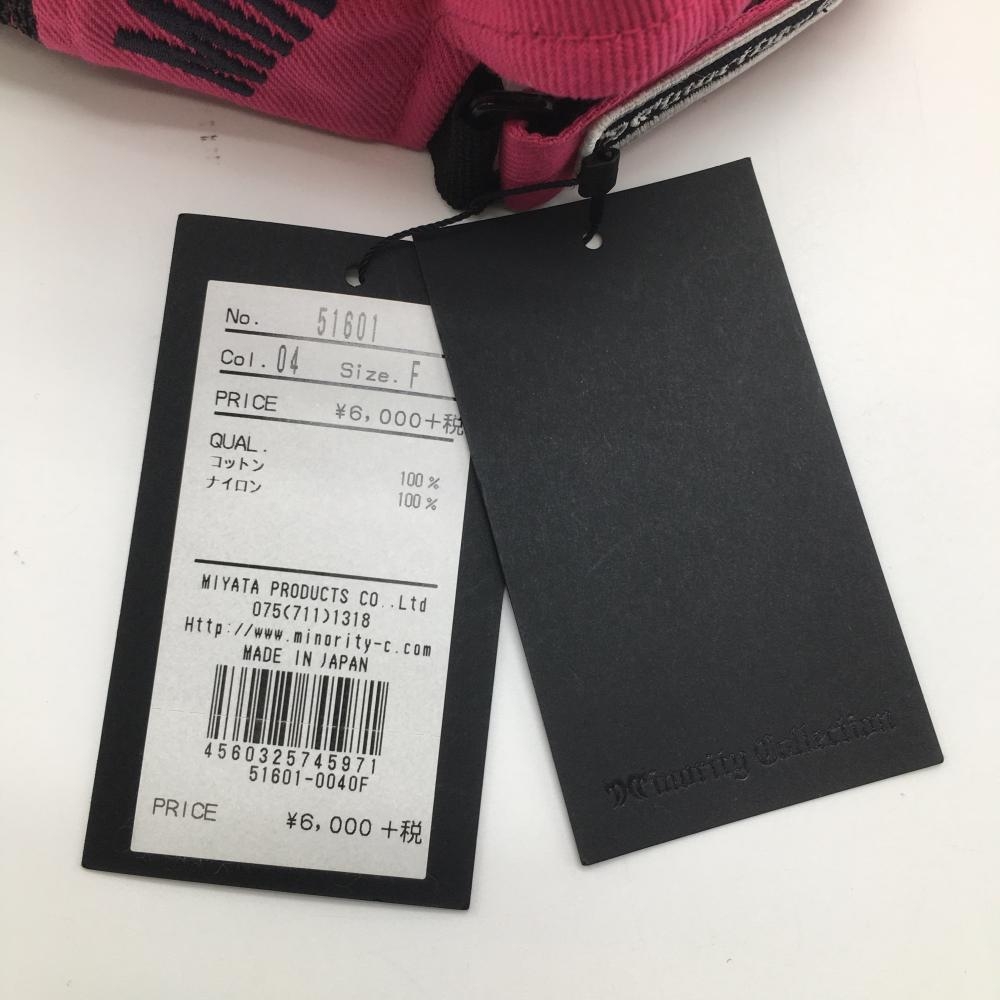 No. 51601
Col. 04 Size. F
PRICE ¥6,000+税
QUAL.
コットン 100%
ナイロン 100%
MIYATA PRODUCTS CO.,Ltd
075(711)1318
Http://www.minority-c.com
MADE IN JAPAN
4560325745971
51601-0040F
PRICE ¥6,000 +税
Minority Collection